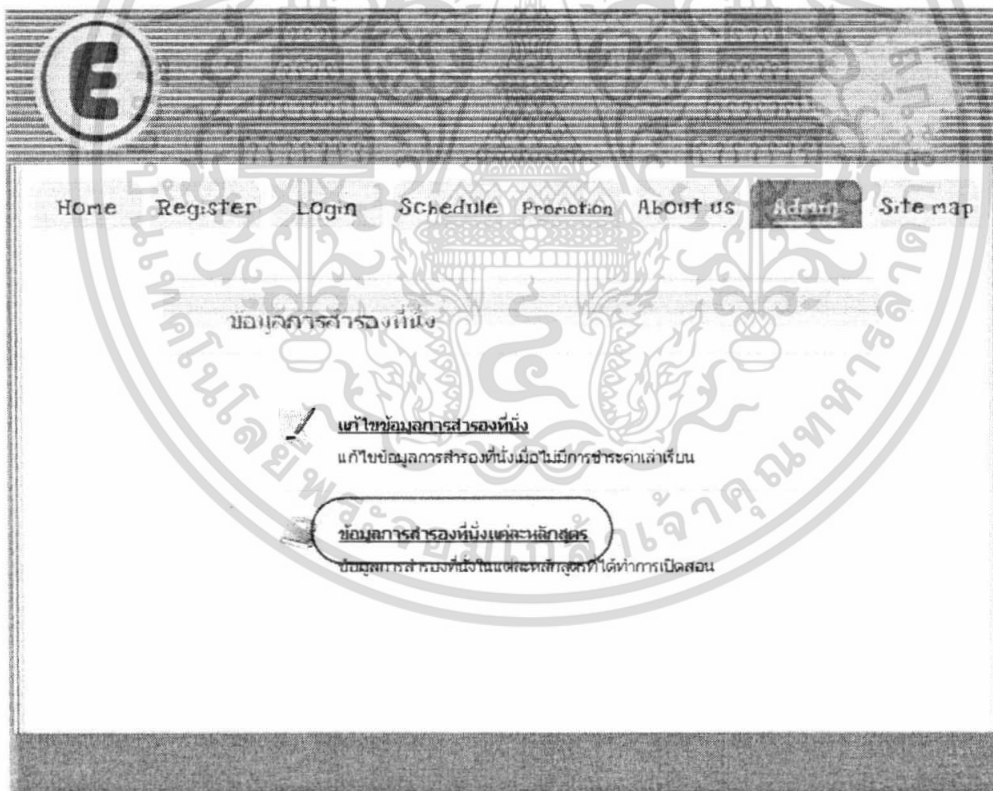 E
Home Register Login Schedule Promotion About us Admin Site map
ข้อมูลการสำรองที่นั่ง
แก้ไขข้อมูลการสำรองที่นั่ง
แก้ไขข้อมูลการสำรองที่นั่งเมื่อไม่มีการชำระค่าเล่าเรียน
ข้อมูลการสำรองที่นั่งแต่ละหลักสูตร
ข้อมูลการสำรองที่นั่งในแต่ละหลักสูตรที่ได้ทำการเปิดสอน